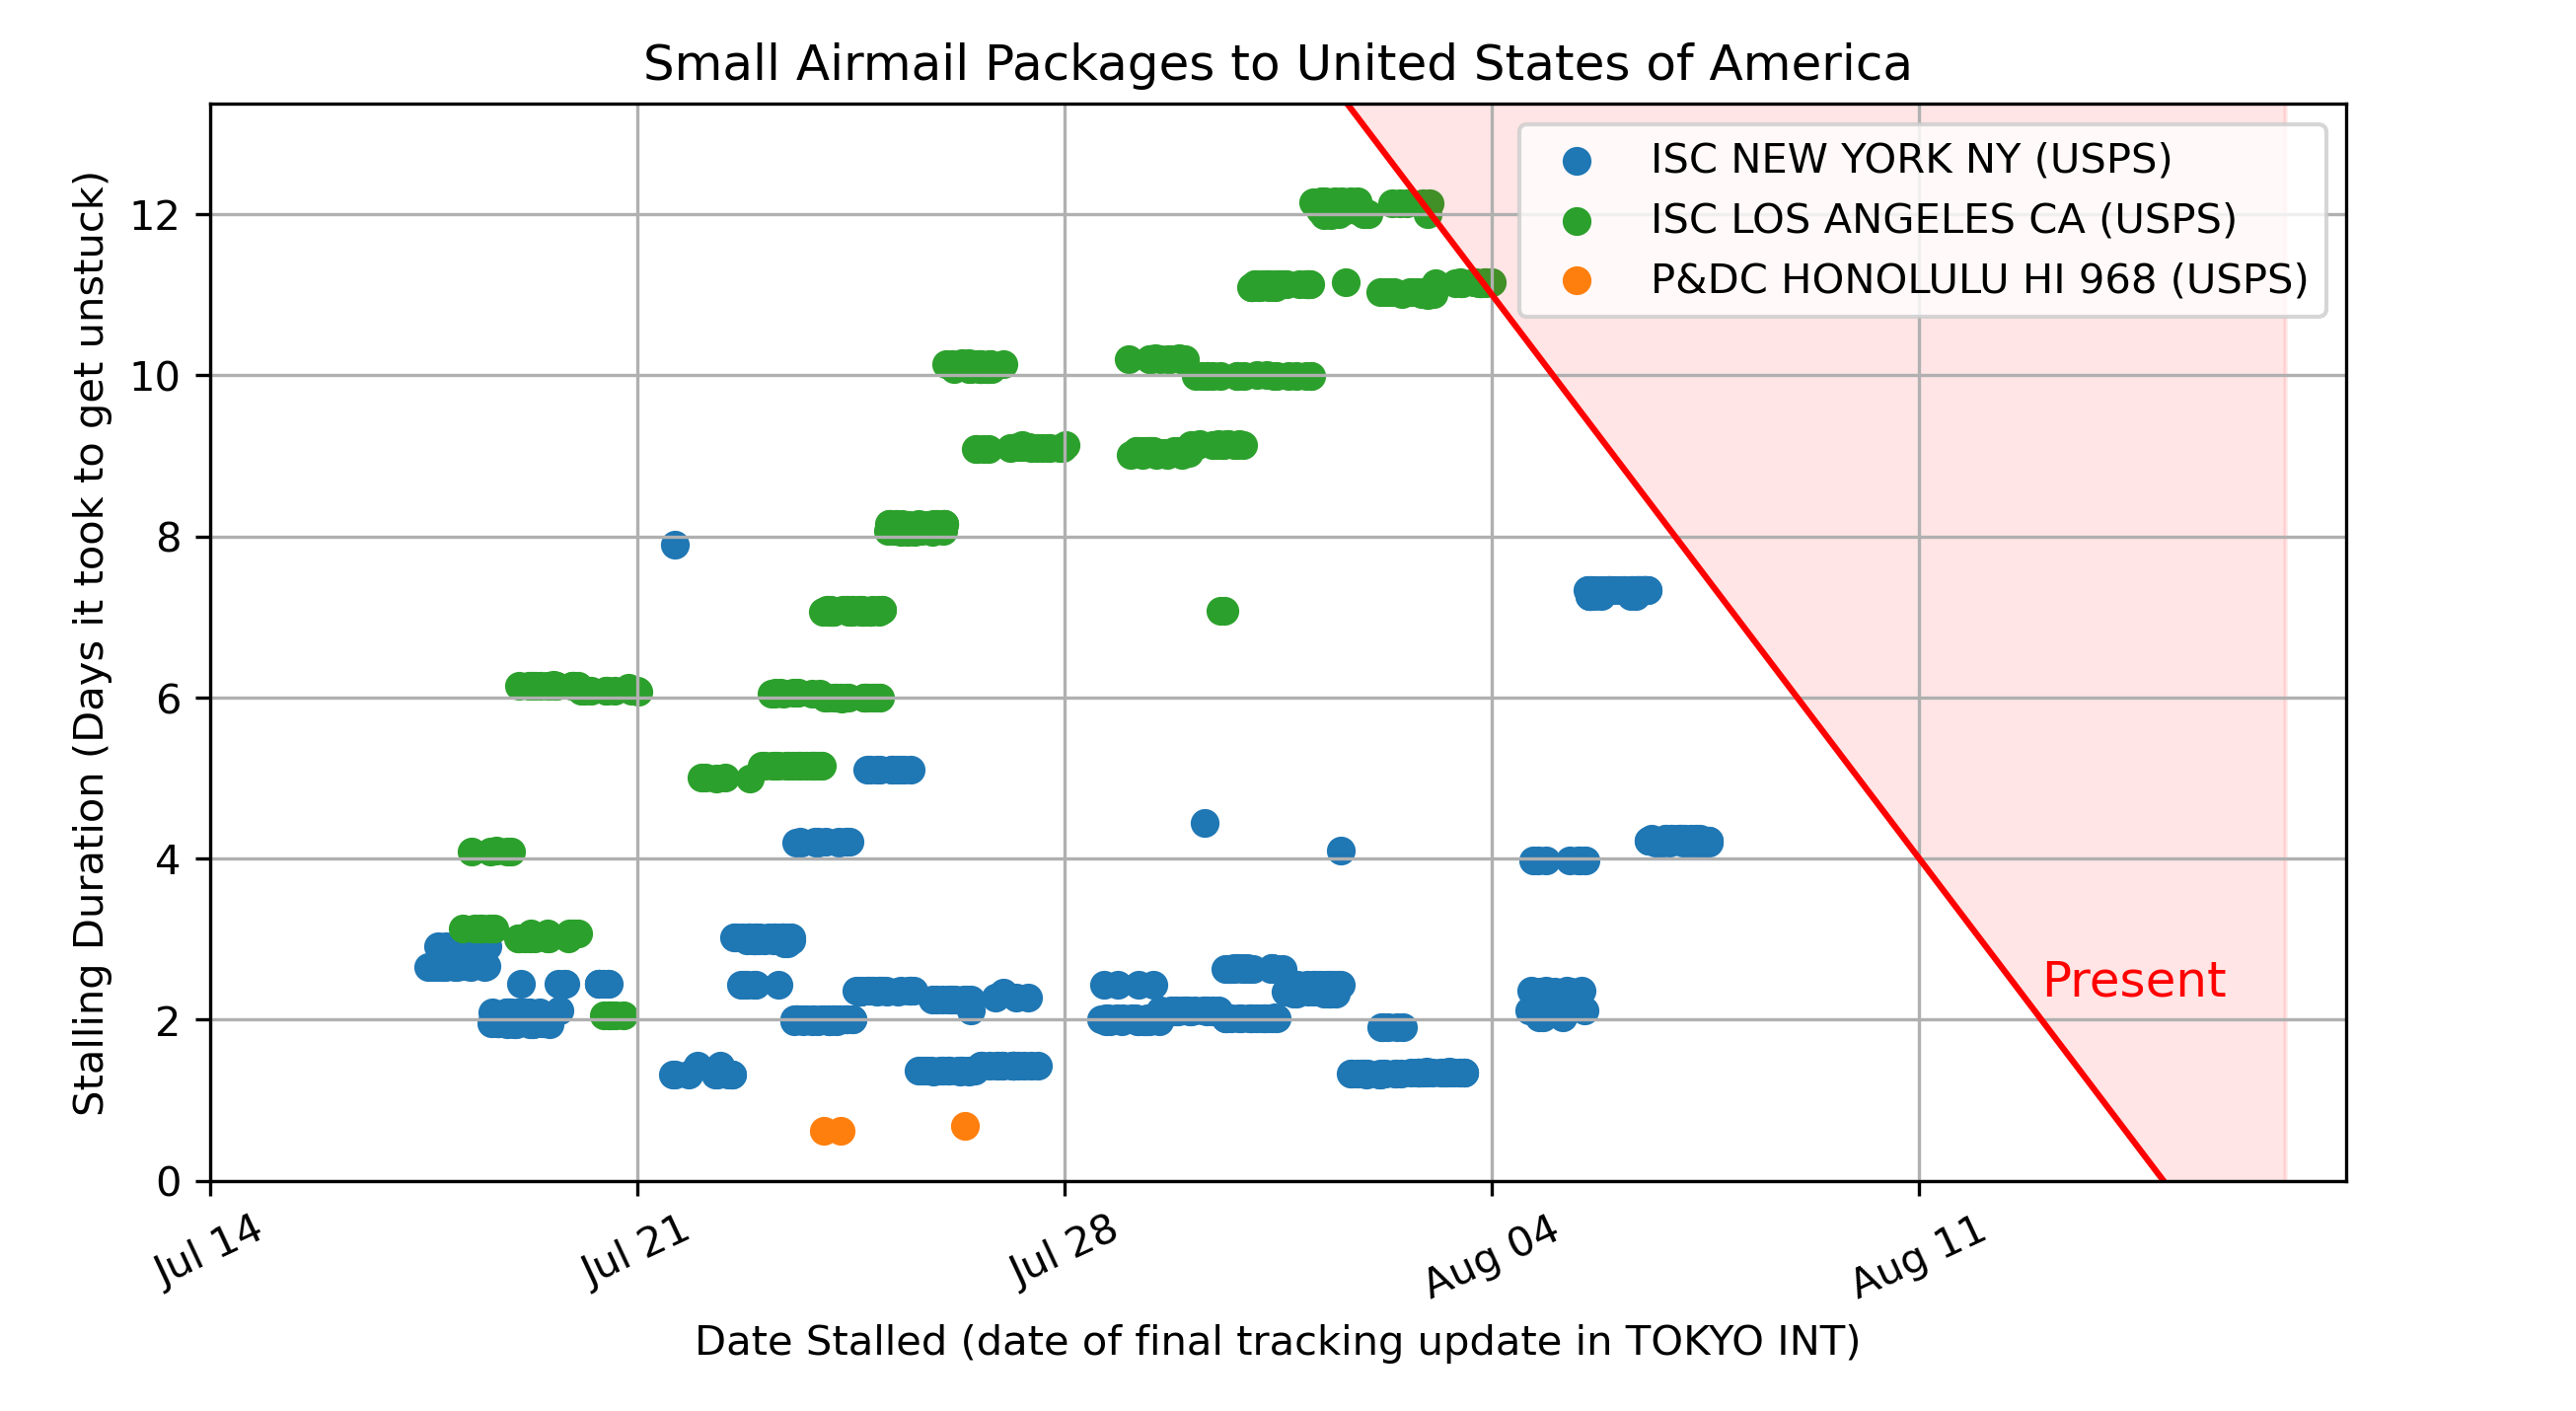 Small Airmail Packages to United States of America
Stalling Duration (Days it took to get unstuck)
12
10
8
6
4
2
0
ISC NEW YORK NY (USPS)
ISC LOS ANGELES CA (USPS)
P&DC HONOLULU HI 968 (USPS)
Present
Jul 14
Jul 21
Jul 28
Aug 04
Aug 11
Date Stalled (date of final tracking update in TOKYO INT)